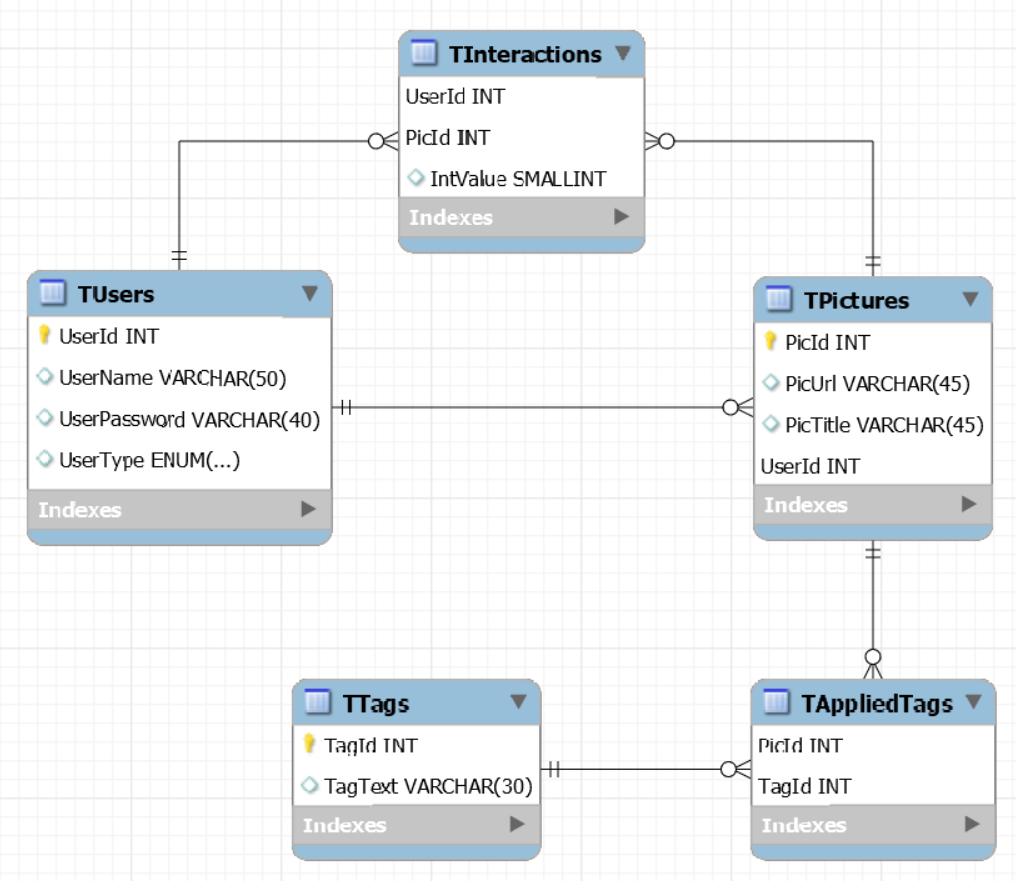 TInteractions
UserId INT
PicId INT
IntValue SMALLINT
Indexes
TUsers
UserId INT
UserName VARCHAR(50)
UserPassword VARCHAR(40)
UserType ENUM(...)
Indexes
TPictures
PicId INT
PicUrl VARCHAR(45)
PicTitle VARCHAR(45)
UserId INT
Indexes
TTags
TagId INT
TagText VARCHAR(30)
Indexes
TAppliedTags
PicId INT
TagId INT
Indexes